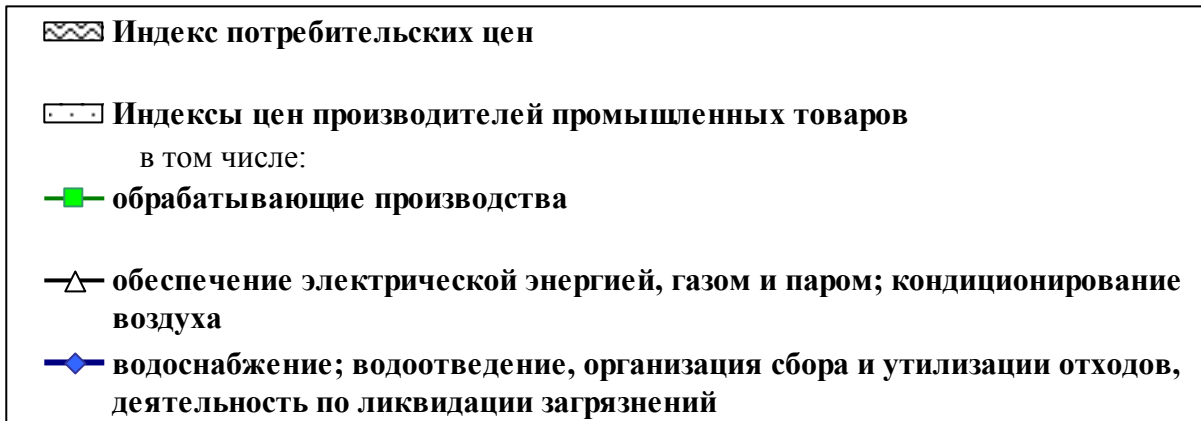 Индекс потребительских цен
Индексы цен производителей промышленных товаров
в том числе:
обрабатывающие производства
обеспечение электрической энергией, газом и паром; кондиционирование
воздуха
водоснабжение; водоотведение, организация сбора и утилизации отходов,
деятельность по ликвидации загрязнений